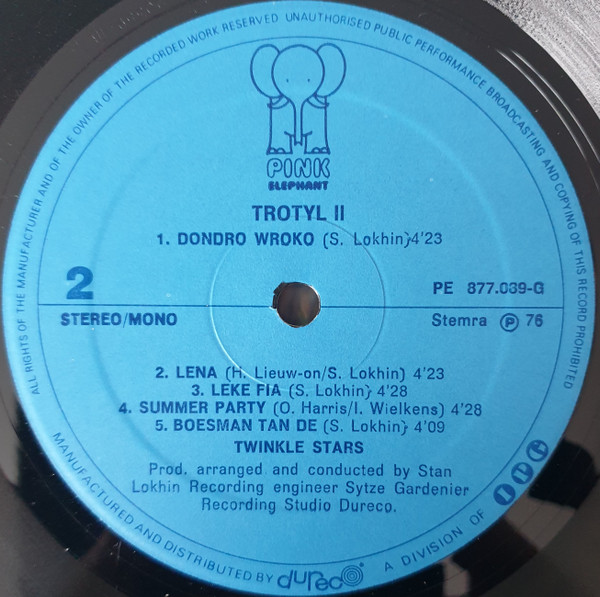 ALL RIGHTS OF THE MANUFACTURER AND OF THE OWNER OF THE RECORDED WORK RESERVED UNAUTHORISED PUBLIC PERFORMANCE BROADCASTING AND COPYING OF THIS RECORD PROHIBITED
PINK
ELEPHANT
TROTYL II
1. DONDRO WROKO (S. Lokhin}4'23
2
PE 877.039-G
STEREO/MONO
Stemra Ⓟ 76
2. LENA (H. Lieuw-on/S. Lokhin) 4'23
3. LEKE FIA (S. Lokhin} 4'28
4. SUMMER PARTY (O. Harris/I. Wielkens) 4'28
5. BOESMAN TAN DE (S. Lokhin} 4'09
TWINKLE STARS
Prod. arranged and conducted by Stan
Lokhin Recording engineer Sytze Gardenier
Recording Studio Dureco.
MANUFACTURED AND DISTRIBUTED BY dureco A DIVISION OF